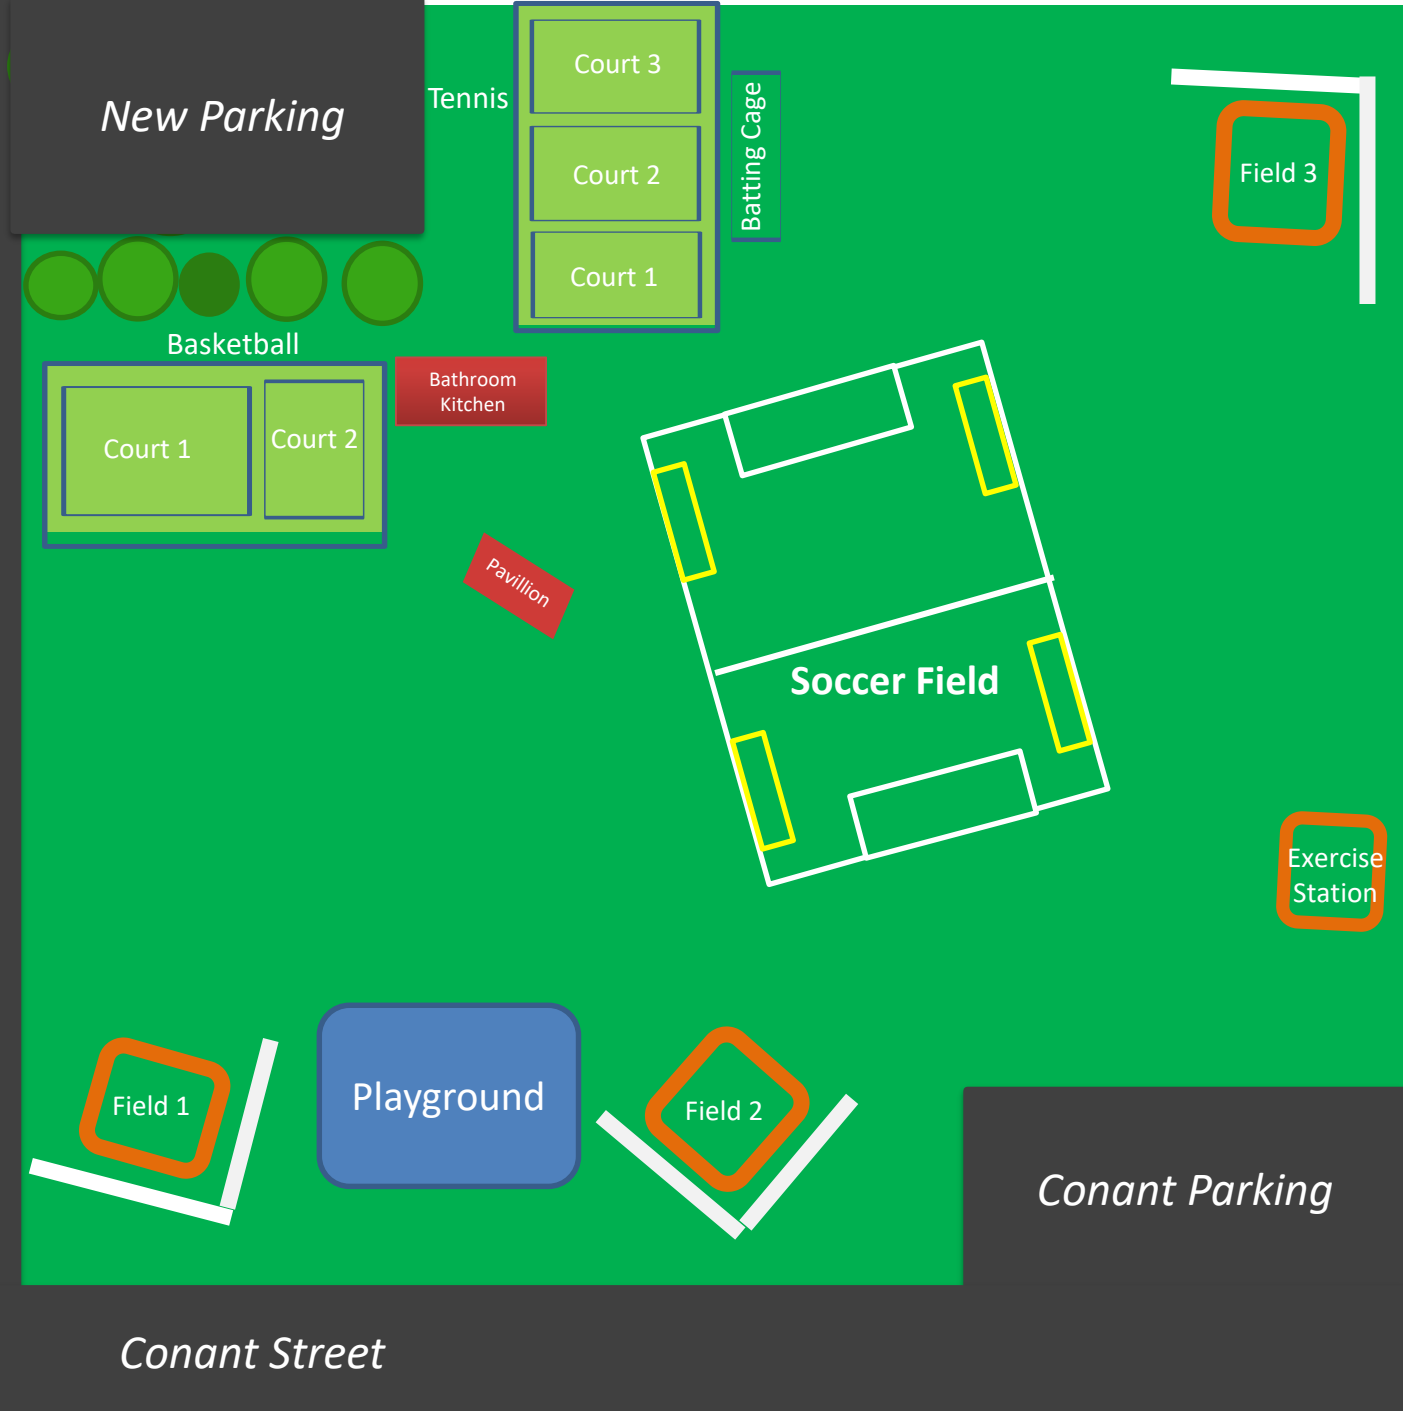 New Parking
Tennis
Court 3
Court 2
Court 1
Batting Cage
Field 3
Basketball
Court 1
Court 2
Bathroom
Kitchen
Pavillion
Soccer Field
Exercise
Station
Field 1
Playground
Field 2
Conant Parking
Conant Street